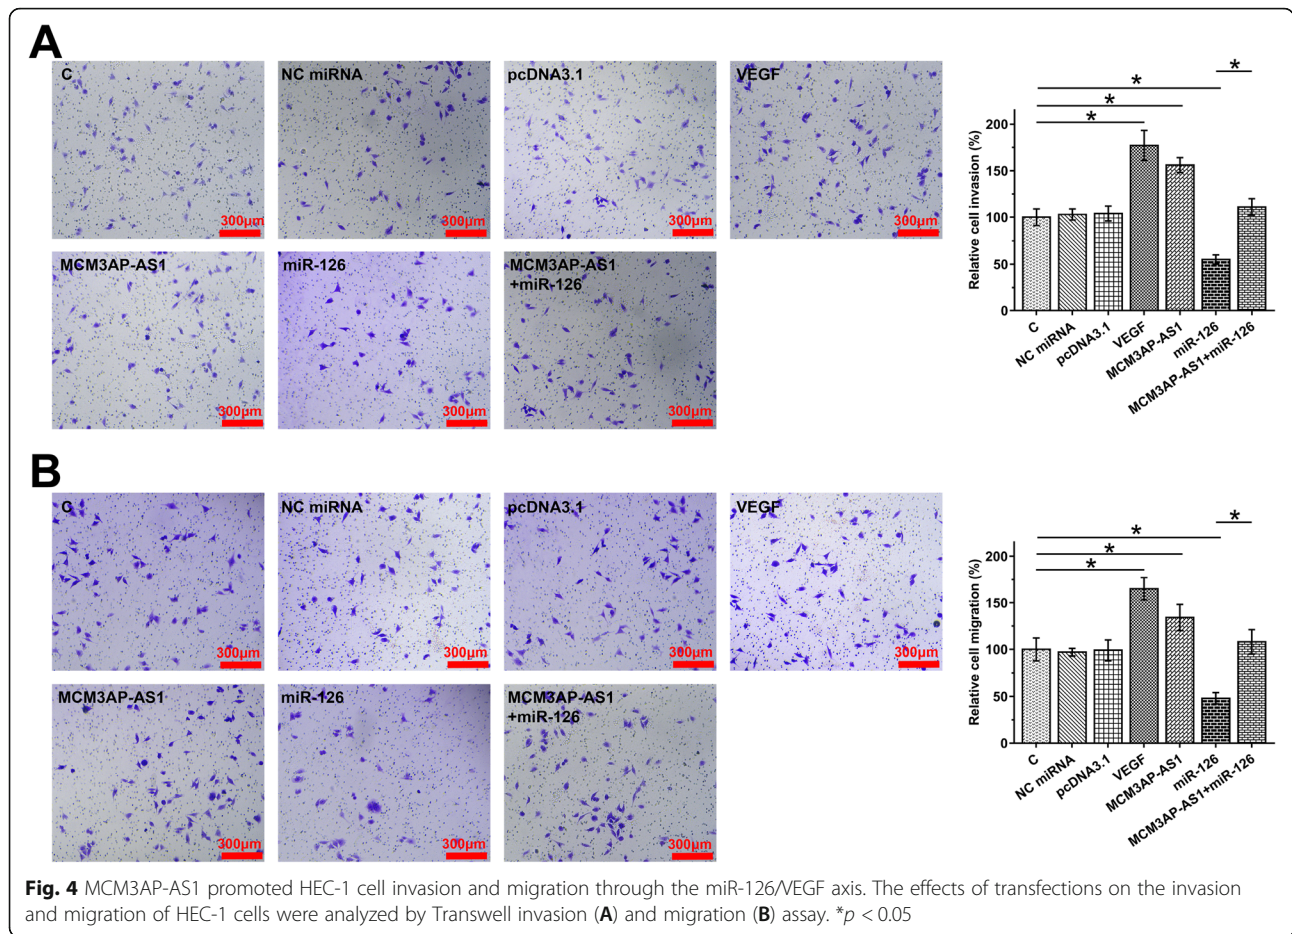 A
C
NC miRNA
pcDNA3.1
VEGF
300μm
300μm
300μm
300μm
MCM3AP-AS1
miR-126
MCM3AP-AS1
+miR-126
300μm
300μm
300μm
Relative cell invasion (%)
200
150
100
50
0
*
*
*
*
C
NC miRNA
pcDNA3.1
VEGF
MCM3AP-AS1
miR-126
MCM3AP-AS1+miR-126
B
C
NC miRNA
pcDNA3.1
VEGF
300μm
300μm
300μm
300μm
MCM3AP-AS1
miR-126
MCM3AP-AS1
+miR-126
300μm
300μm
300μm
Relative cell migration (%)
200
150
100
50
0
*
*
*
*
C
NC miRNA
pcDNA3.1
VEGF
MCM3AP-AS1
miR-126
MCM3AP-AS1+miR-126
Fig. 4 MCM3AP-AS1 promoted HEC-1 cell invasion and migration through the miR-126/VEGF axis. The effects of transfections on the invasion
and migration of HEC-1 cells were analyzed by Transwell invasion (A) and migration (B) assay. *p < 0.05